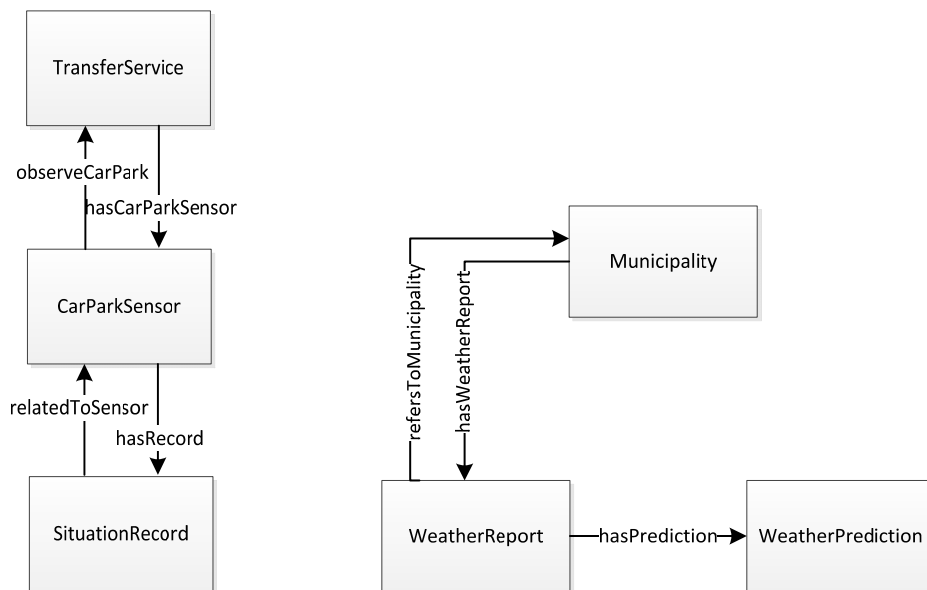 TransferService
observeCarPark
hasCarParkSensor
CarParkSensor
relatedToSensor
hasRecord
SituationRecord
Municipality
refersToMunicipality
hasWeatherReport
WeatherReport
hasPrediction
WeatherPrediction